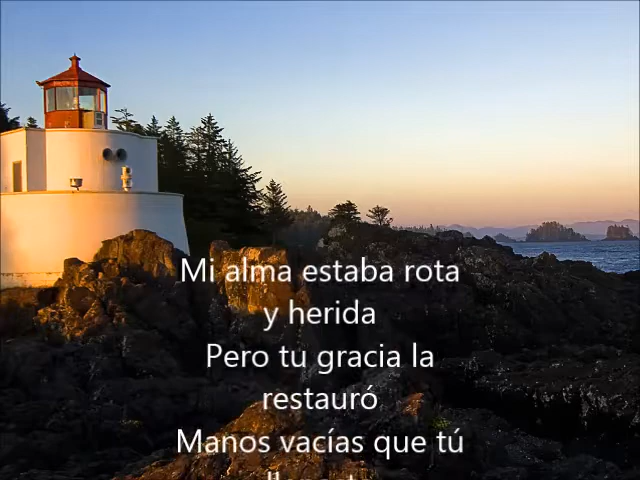 Mi alma estaba rota
y herida
Pero tu gracia la
restauró
Manos vacías que tú